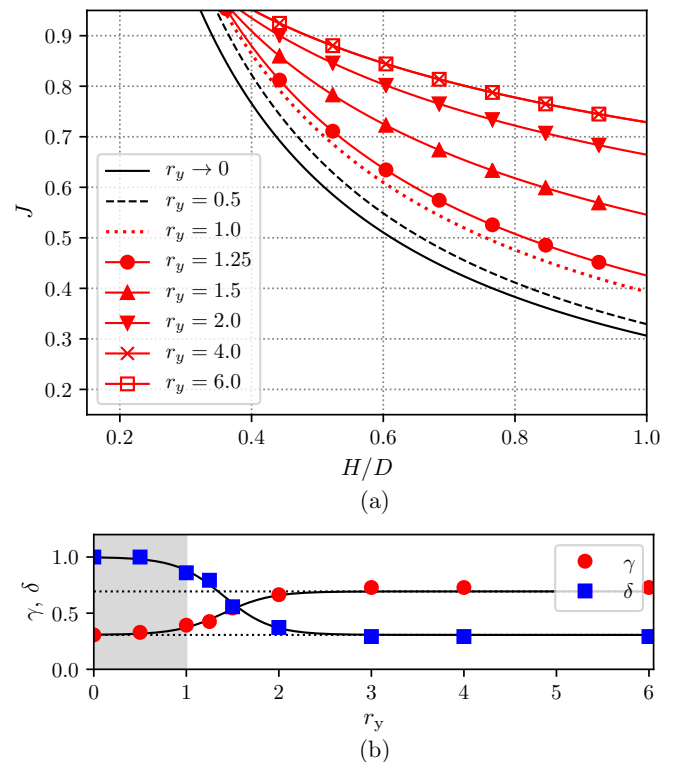 0.9
0.8
0.7
0.6
0.5
0.4
0.3
0.2
J
r_y → 0
r_y = 0.5
r_y = 1.0
r_y = 1.25
r_y = 1.5
r_y = 2.0
r_y = 4.0
r_y = 6.0
0.2 0.4 0.6 0.8 1.0
H/D
(a)
1.0
0.5
0.0
γ, δ
γ
δ
0 1 2 3 4 5 6
r_y
(b)